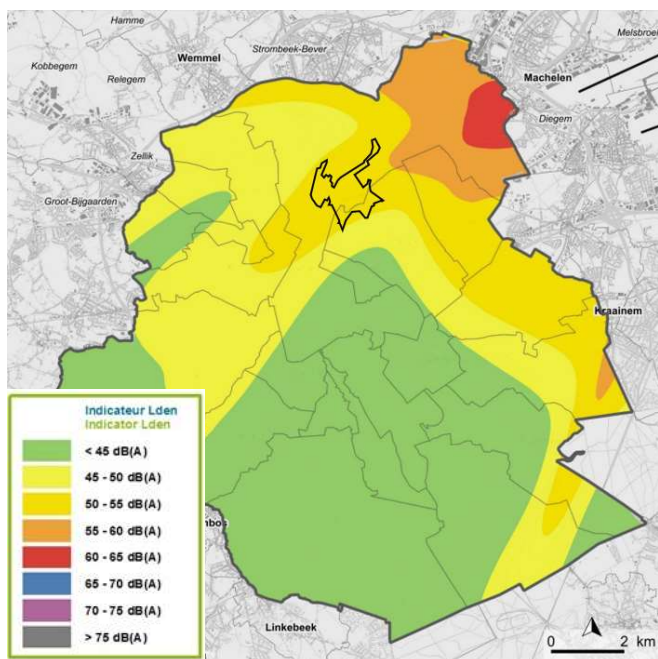 Hamme
Wemmel
Strombeek-Bever
Melsbroe
Kobbegem
Relegem
Machelen
Diegem
Zellik
Groot-Bijgaarden
Kraainem
Indicateur Lden
Indicator Lden
< 45 dB(A)
45 - 50 dB(A)
50 - 55 dB(A)
55 - 60 dB(A)
60 - 65 dB(A)
65 - 70 dB(A)
70 - 75 dB(A)
> 75 dB(A)
nbos
Linkebeek
0 2 km